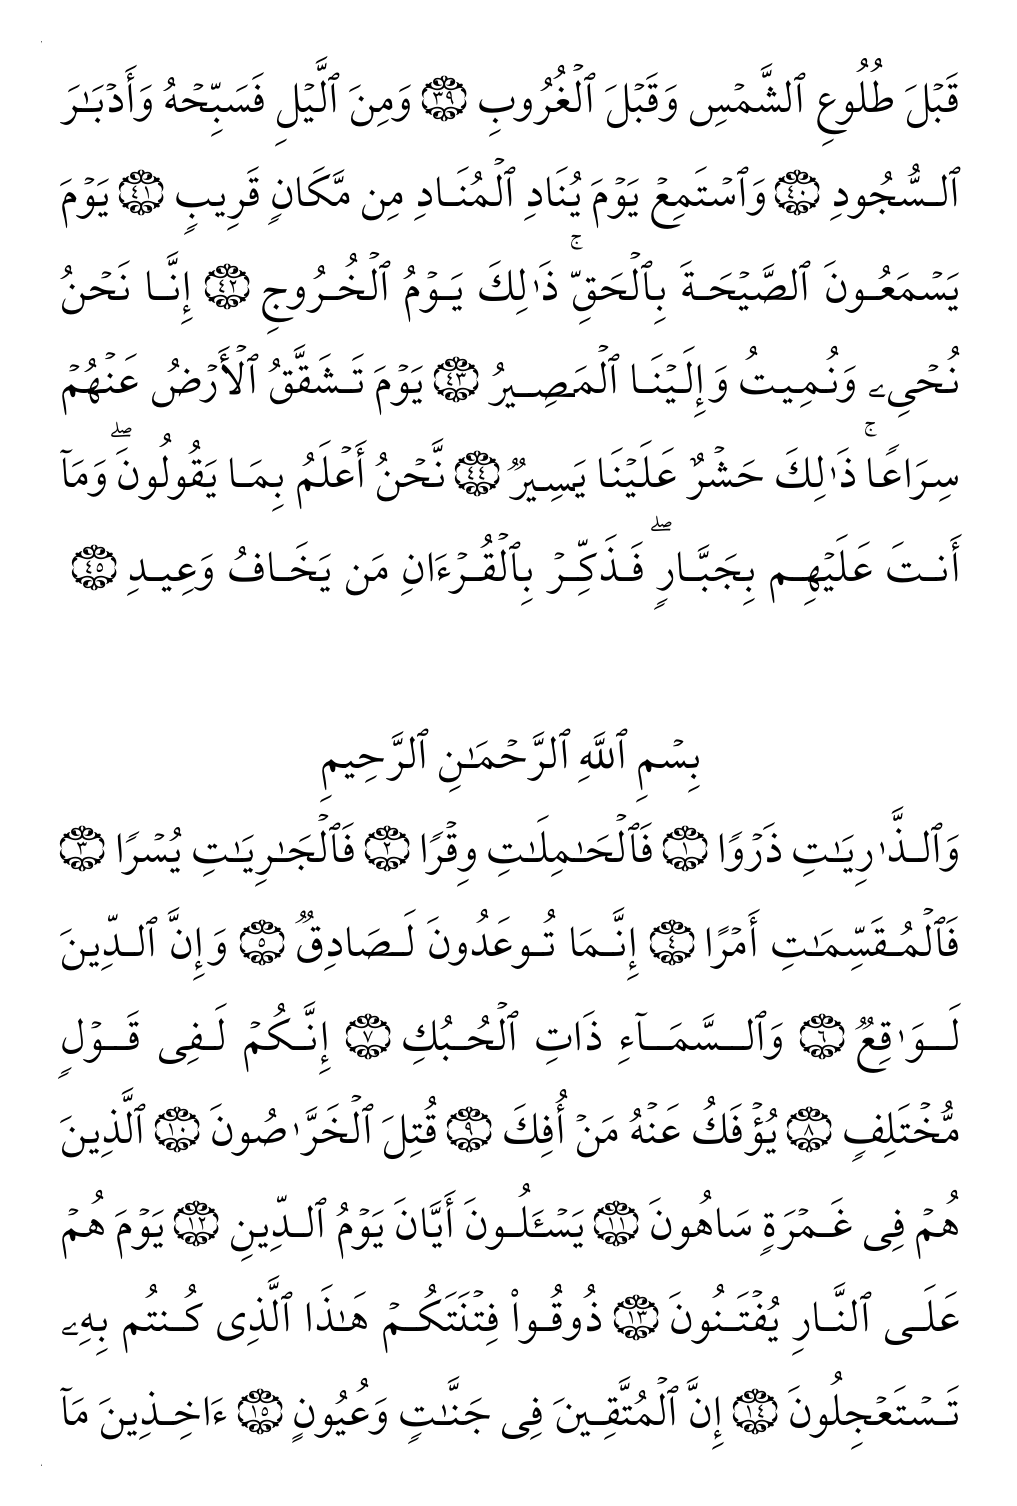 قَبْلَ طُلُوعِ ٱلشَّمْسِ وَقَبْلَ ٱلْغُرُوبِ ٣٩ وَمِنَ ٱلَّيْلِ فَسَبِّحْهُ وَأَدْبَـٰرَ
ٱلسُّجُودِ ٤٠ وَٱسْتَمِعْ يَوْمَ يُنَادِ ٱلْمُنَادِ مِن مَّكَانٍ قَرِيبٍ ٤١ يَوْمَ
يَسْمَعُونَ ٱلصَّيْحَةَ بِٱلْحَقِّ ۚ ذَٰلِكَ يَوْمُ ٱلْخُرُوجِ ٤٢ إِنَّا نَحْنُ
نُحْىِۦ وَنُمِيتُ وَإِلَيْنَا ٱلْمَصِيرُ ٤٣ يَوْمَ تَشَقَّقُ ٱلْأَرْضُ عَنْهُمْ
سِرَاعًا ۚ ذَٰلِكَ حَشْرٌ عَلَيْنَا يَسِيرٌ ٤٤ نَّحْنُ أَعْلَمُ بِمَا يَقُولُونَ ۖ وَمَآ
أَنتَ عَلَيْهِم بِجَبَّارٍ ۖ فَذَكِّرْ بِٱلْقُرْءَانِ مَن يَخَافُ وَعِيدِ ٤٥
بِسْمِ ٱللَّهِ ٱلرَّحْمَـٰنِ ٱلرَّحِيمِ
وَٱلذَّٰرِيَـٰتِ ذَرْوًا ١ فَٱلْحَـٰمِلَـٰتِ وِقْرًا ٢ فَٱلْجَـٰرِيَـٰتِ يُسْرًا ٣
فَٱلْمُقَسِّمَـٰتِ أَمْرًا ٤ إِنَّمَا تُوعَدُونَ لَصَادِقٌ ٥ وَإِنَّ ٱلدِّينَ
لَوَٰقِعٌ ٦ وَٱلسَّمَآءِ ذَاتِ ٱلْحُبُكِ ٧ إِنَّكُمْ لَفِى قَوْلٍ
مُّخْتَلِفٍ ٨ يُؤْفَكُ عَنْهُ مَنْ أُفِكَ ٩ قُتِلَ ٱلْخَرَّٰصُونَ ١٠ ٱلَّذِينَ
هُمْ فِى غَمْرَةٍ سَاهُونَ ١١ يَسْـَٔلُونَ أَيَّانَ يَوْمُ ٱلدِّينِ ١٢ يَوْمَ هُمْ
عَلَى ٱلنَّارِ يُفْتَنُونَ ١٣ ذُوقُوا۟ فِتْنَتَكُمْ هَـٰذَا ٱلَّذِى كُنتُم بِهِۦ
تَسْتَعْجِلُونَ ١٤ إِنَّ ٱلْمُتَّقِينَ فِى جَنَّـٰتٍ وَعُيُونٍ ١٥ ءَاخِذِينَ مَآ